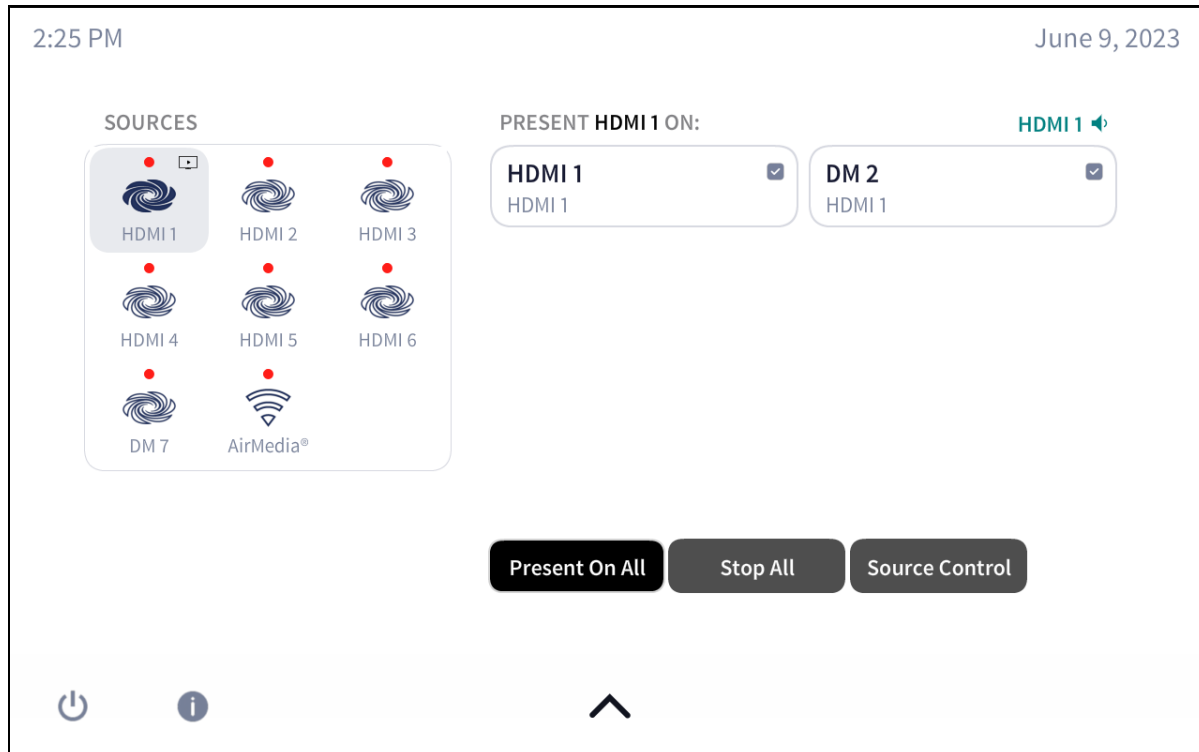 2:25 PM
June 9, 2023
SOURCES
HDMI 1
HDMI 2
HDMI 3
HDMI 4
HDMI 5
HDMI 6
DM 7
AirMedia®
PRESENT HDMI 1 ON:
HDMI 1
HDMI 1
HDMI 1
DM 2
HDMI 1
Present On All
Stop All
Source Control